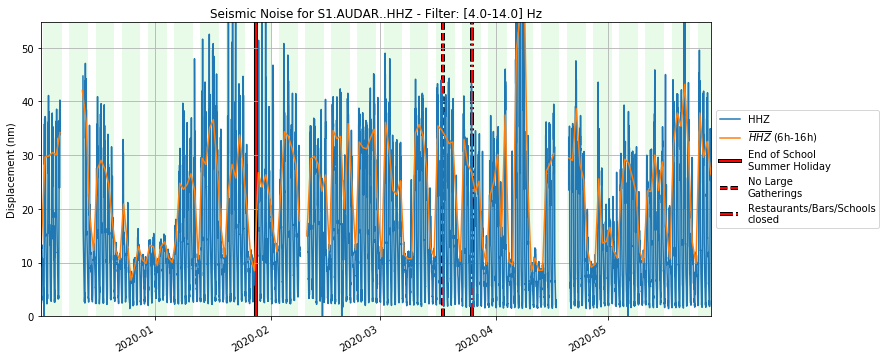 Seismic Noise for S1.AUDAR..HHZ - Filter: [4.0-14.0] Hz
Displacement (nm)
50
40
30
20
10
0
2020-01
2020-02
2020-03
2020-04
2020-05
HHZ
HHZ (6h-16h)
End of School
Summer Holiday
No Large
Gatherings
Restaurants/Bars/Schools
closed